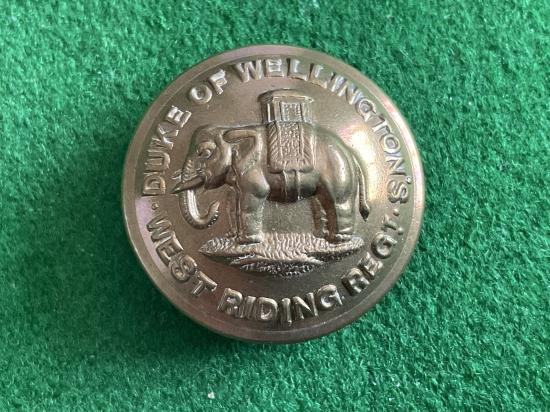 · DUKE OF WELLINGTON'S ·
WEST RIDING REGT